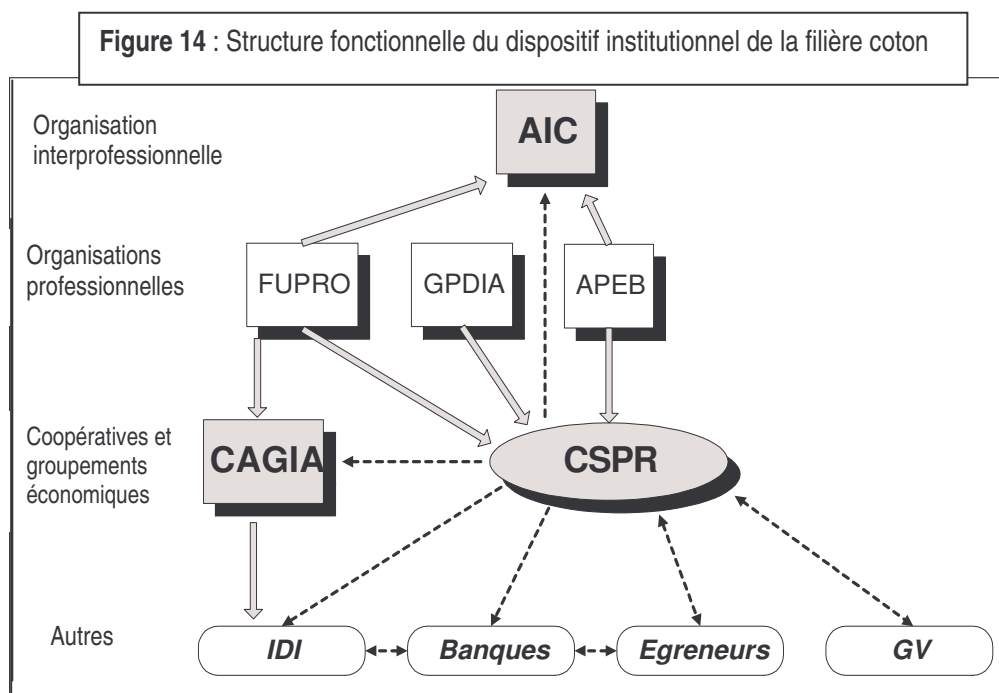 Figure 14 : Structure fonctionnelle du dispositif institutionnel de la filière coton
Organisation
interprofessionnelle
AIC
Organisations
professionnelles
FUPRO
GPDIA
APEB
Coopératives et
groupements
économiques
CAGIA
CSPR
Autres
IDI
Banques
Egreneurs
GV